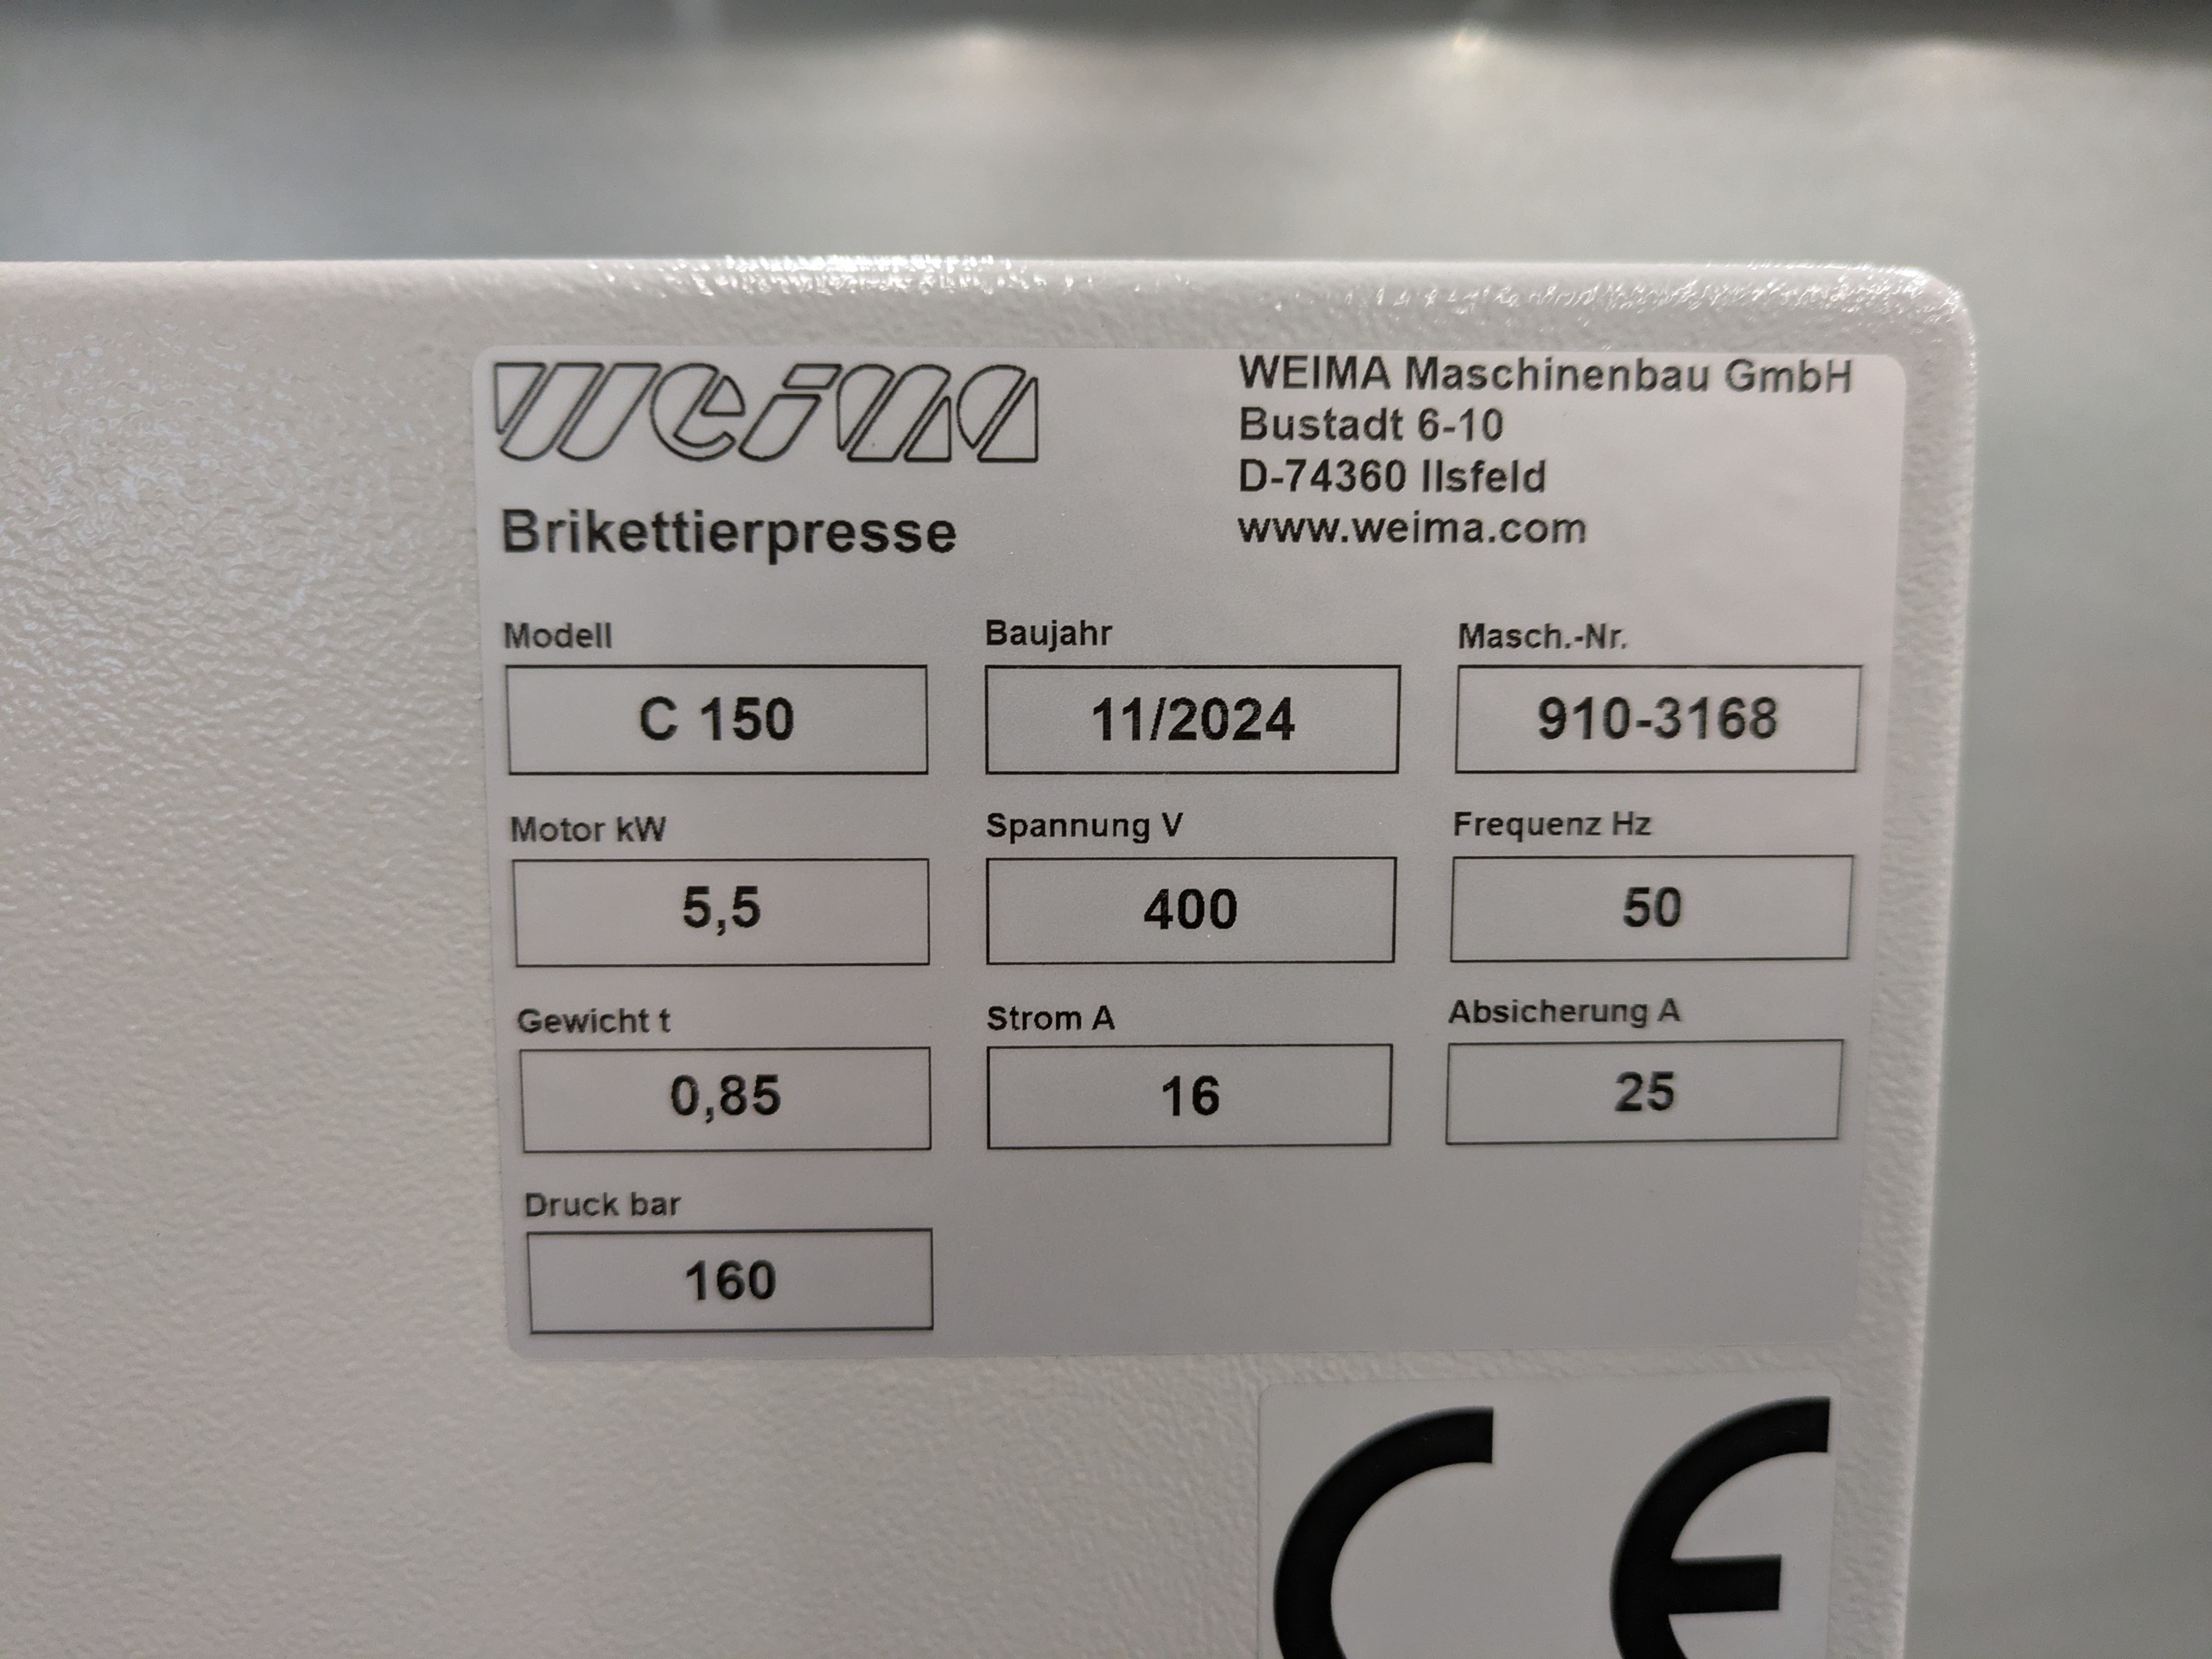 weima
WEIMA Maschinenbau GmbH
Bustadt 6-10
D-74360 Ilsfeld
www.weima.com
Brikettierpresse
Modell Baujahr Masch.-Nr.
C 150 11/2024 910-3168
Motor kW Spannung V Frequenz Hz
5,5 400 50
Gewicht t Strom A Absicherung A
0,85 16 25
Druck bar
160
CE